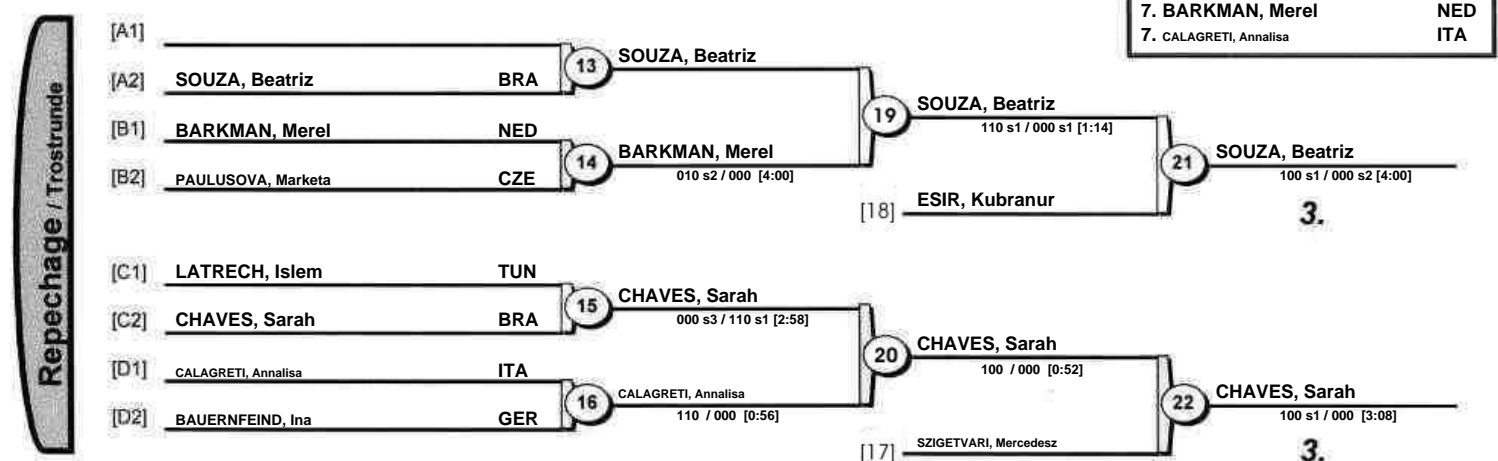 7. BARKMAN, Merel NED
7. CALAGRETI, Annalisa ITA
Repechage / Trostrunde
[A1]
13 SOUZA, Beatriz
[A2] SOUZA, Beatriz BRA
19 SOUZA, Beatriz
110 s1 / 000 s1 [1:14]
[B1] BARKMAN, Merel NED
14 BARKMAN, Merel
010 s2 / 000 [4:00]
21 SOUZA, Beatriz
100 s1 / 000 s2 [4:00]
[B2] PAULUSOVA, Marketa CZE
[18] ESIR, Kubranur
3.
[C1] LATRECH, Islem TUN
15 CHAVES, Sarah
000 s3 / 110 s1 [2:58]
[C2] CHAVES, Sarah BRA
20 CHAVES, Sarah
100 / 000 [0:52]
[D1] CALAGRETI, Annalisa ITA
16 CALAGRETI, Annalisa
110 / 000 [0:56]
22 CHAVES, Sarah
100 s1 / 000 [3:08]
[D2] BAUERNFEIND, Ina GER
[17] SZIGETVARI, Mercedesz
3.